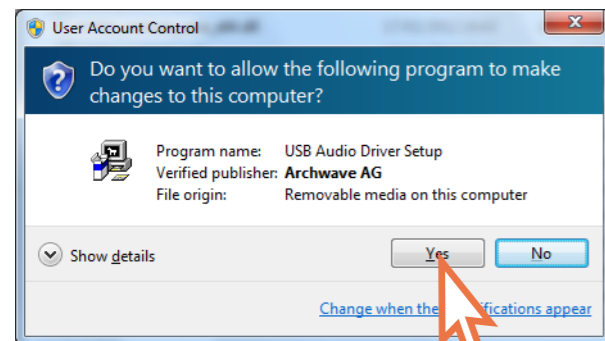 User Account Control
Do you want to allow the following program to make
changes to this computer?
Program name: USB Audio Driver Setup
Verified publisher: Archwave AG
File origin: Removable media on this computer
Show details
Yes
No
Change when appear